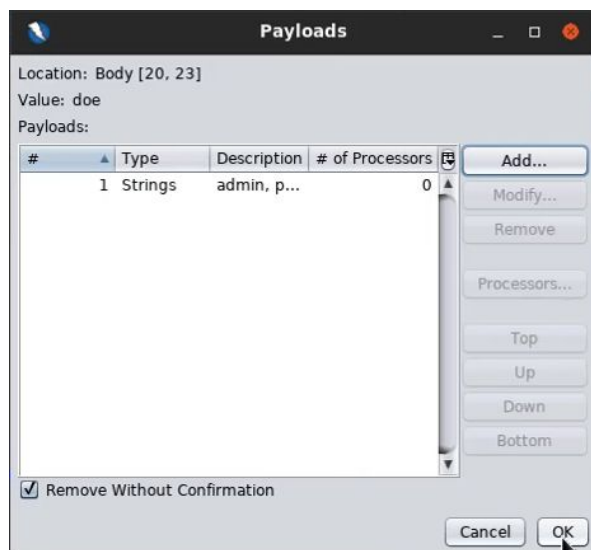 Payloads
Location: Body [20, 23]
Value: doe
Payloads:
# Type Description # of Processors
1 Strings admin, p... 0
Add...
Modify...
Remove
Processors...
Top
Up
Down
Bottom
Remove Without Confirmation
Cancel OK